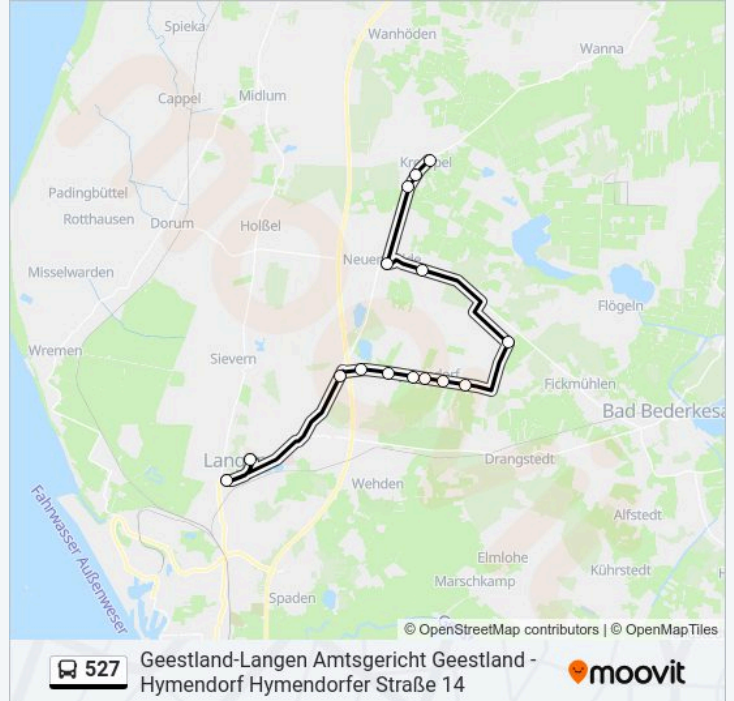 Spieka
Wanhöden
Wanna
Cappel
Midlum
Padingbüttel
Rotthausen
Dorum
Holßel
Misselwarden
Flögeln
Wremen
Sievern
Fickmühlen
Bad Bederkesa
Drangstedt
Wehden
Alfstedt
Fahrwasser Außenweser
Elmlohe
Kührstedt
Marschkamp
Spaden
© OpenStreetMap contributors | © OpenMapTiles
527
Geestland-Langen Amtsgericht Geestland -
Hymendorf Hymendorfer Straße 14
moovit